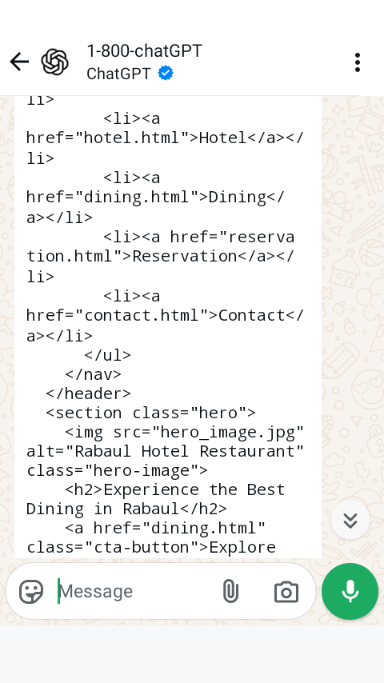 1-800-chatGPT
ChatGPT
li>
<li><a
href="hotel.html">Hotel</a></
li>
<li><a
href="dining.html">Dining</
a></li>
<li><a href="reserva
tion.html">Reservation</a></
li>
<li><a
href="contact.html">Contact</
a></li>
</ul>
</nav>
</header>
<section class="hero">
<img src="hero_image.jpg"
alt="Rabaul Hotel Restaurant"
class="hero-image">
<h2>Experience the Best
Dining in Rabaul</h2>
<a href="dining.html"
class="cta-button">Explore
Message